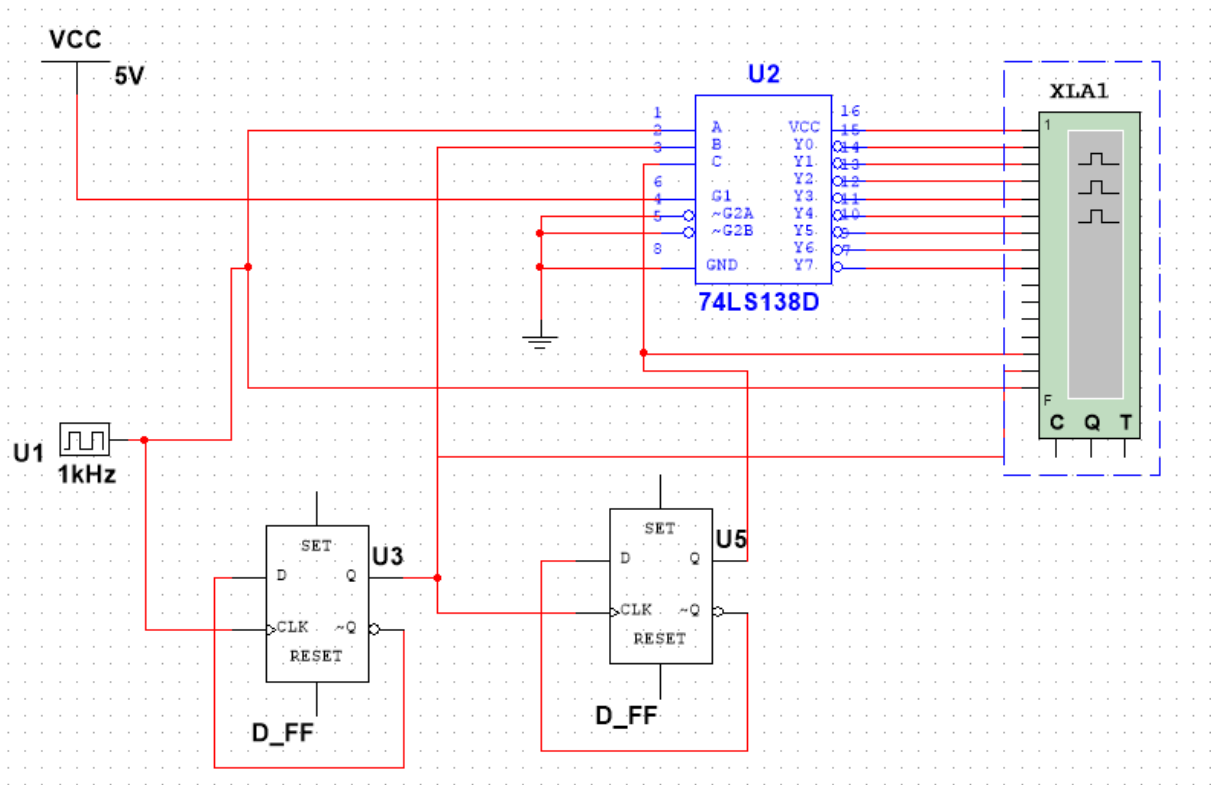 VCC
5V
U2
XLA1
1
2
3
6
4
5
8
A
B
C
G1
~G2A
~G2B
GND
VCC
Y0
Y1
Y2
Y3
Y4
Y5
Y6
Y7
16
15
14
13
12
11
10
9
7
74LS138D
1
F
C Q T
U1
1kHz
SET
U3
D Q
CLK ~Q
RESET
D_FF
SET
U5
D Q
CLK ~Q
RESET
D_FF